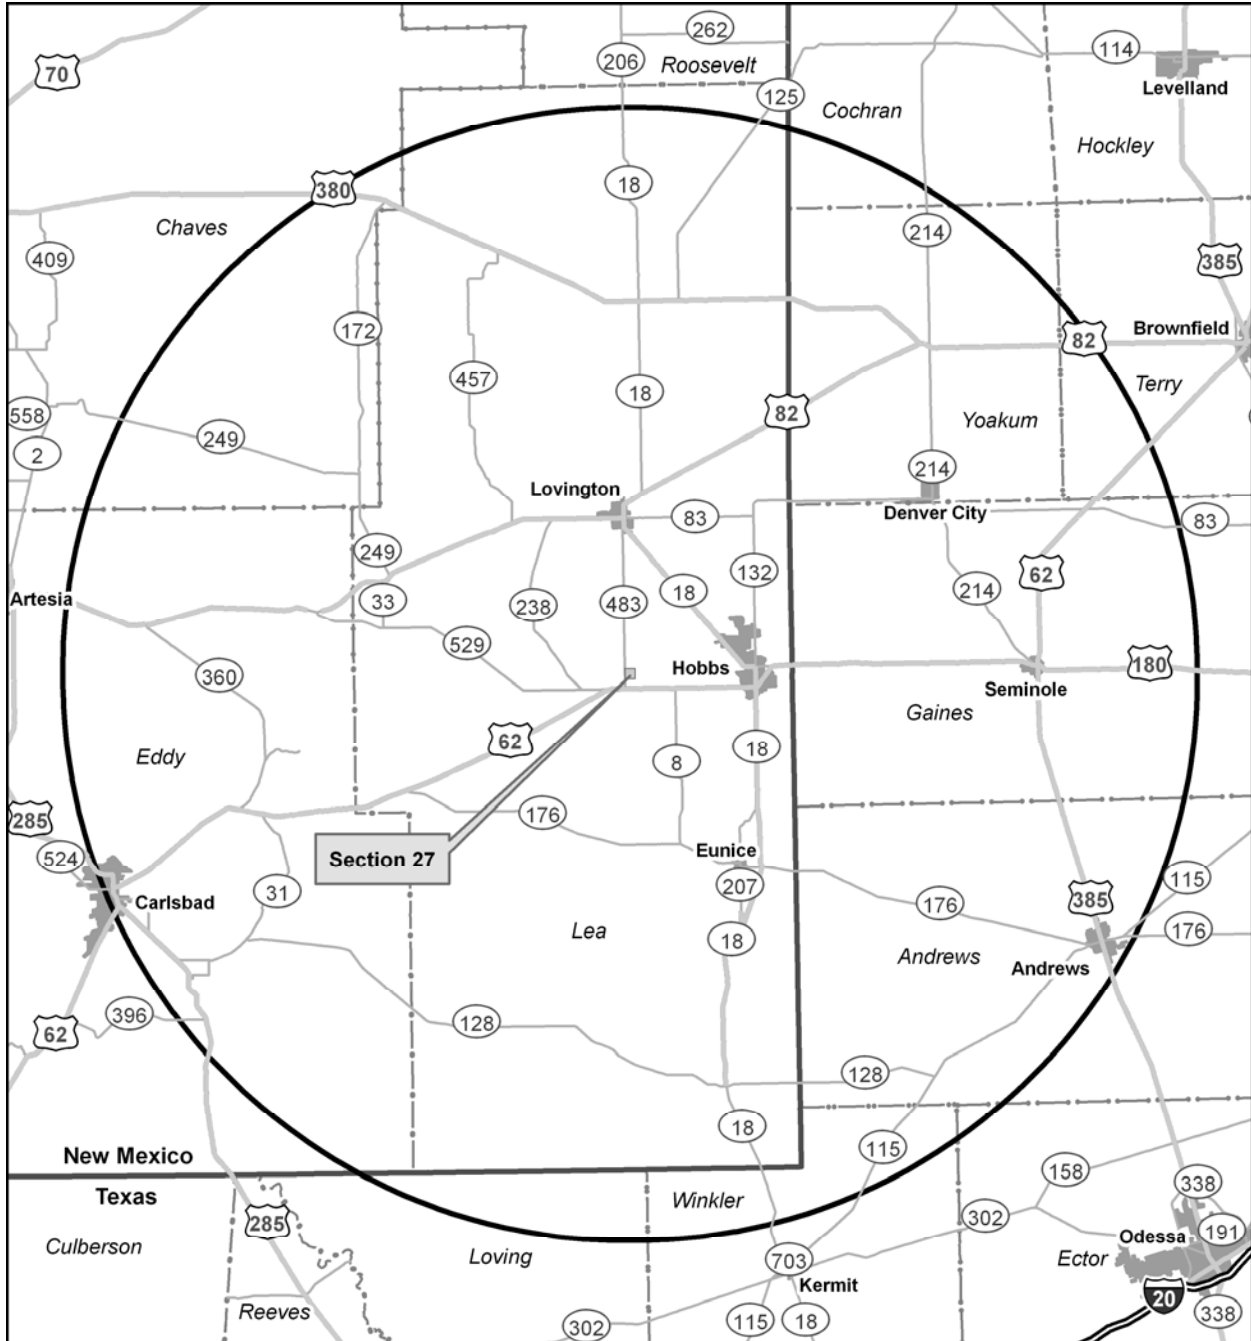 262
206
Roosevelt
114
70
Levelland
125
Cochran
Hockley
18
380
Chaves
214
409
385
172
Brownfield
82
457
Terry
18
82
558
Yoakum
249
2
214
Lovington
Denver City
83
83
249
132
62
Artesia
33
238
483
18
214
529
Hobbs
180
360
Seminole
Gaines
62
18
Eddy
8
176
285
Eunice
524
Section 27
115
207
31
385
Carlsbad
176
176
Lea
18
Andrews
Andrews
396
128
62
128
18
115
New Mexico
158
338
Texas
Winkler
302
285
191
Culberson
Loving
Odessa
703
Ector
Kermit
20
Reeves
302
115
18
338